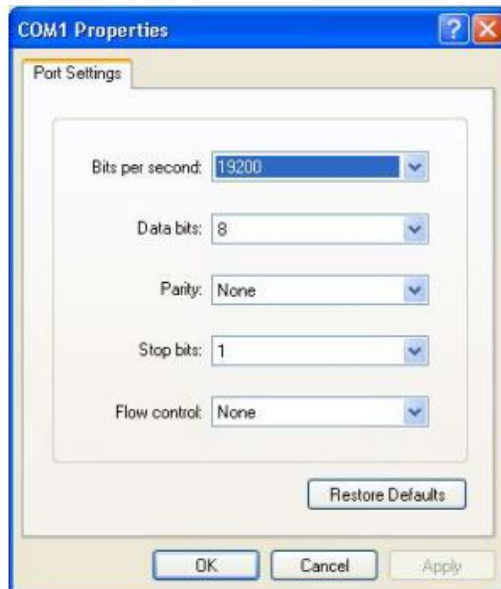 COM1 Properties
Port Settings
Bits per second: 19200
Data bits: 8
Parity: None
Stop bits: 1
Flow control: None
Restore Defaults
OK Cancel Apply